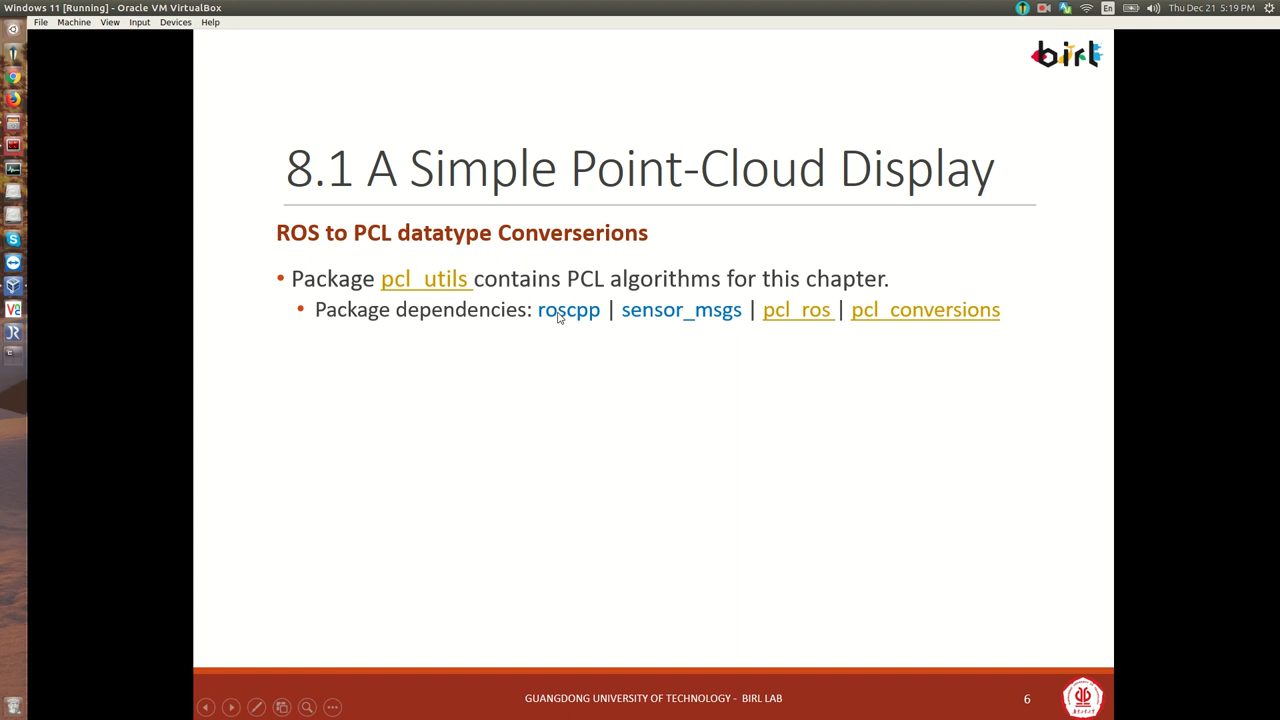 Windows 11 [Running] - Oracle VM VirtualBox
En
Thu Dec 21 5:19 PM
File Machine View Input Devices Help
birl
8.1 A Simple Point-Cloud Display
ROS to PCL datatype Converserions
• Package pcl_utils contains PCL algorithms for this chapter.
• Package dependencies: roscpp | sensor_msgs | pcl_ros | pcl_conversions
GUANGDONG UNIVERSITY OF TECHNOLOGY - BIRL LAB
6